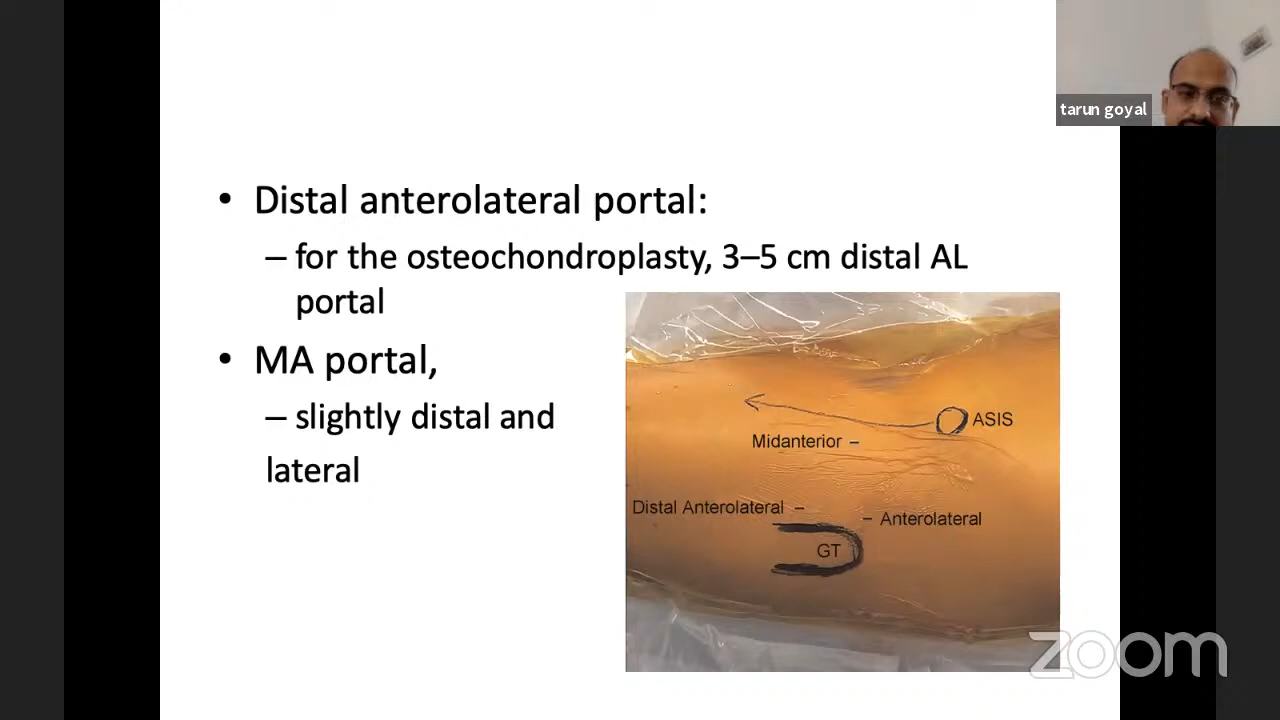 tarun goyal
• Distal anterolateral portal:
– for the osteochondroplasty, 3–5 cm distal AL
portal
• MA portal,
– slightly distal and
lateral
ASIS
Midanterior –
Distal Anterolateral –
– Anterolateral
GT
zoom